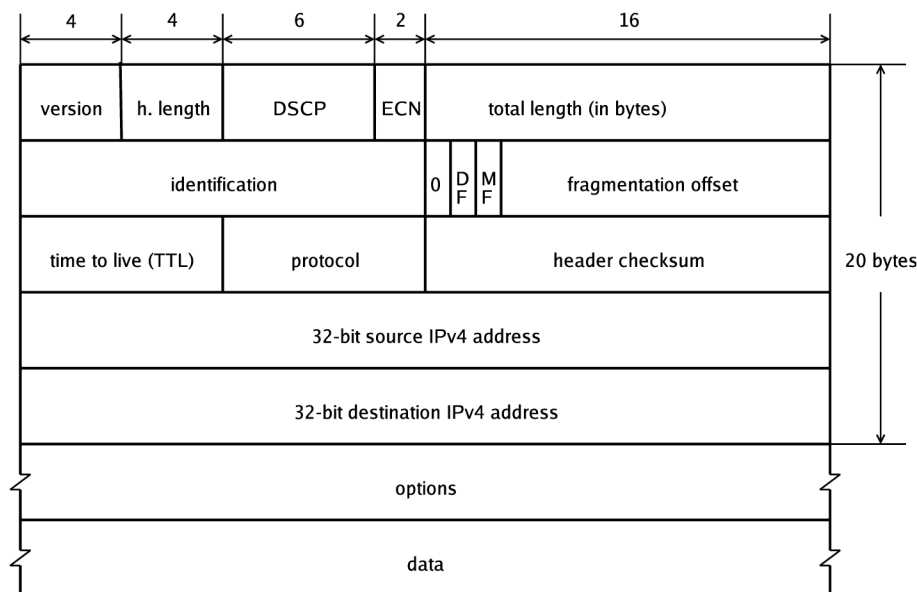 4 4 6 2 16
version h. length DSCP ECN total length (in bytes)
identification 0 DF MF fragmentation offset
time to live (TTL) protocol header checksum 20 bytes
32-bit source IPv4 address
32-bit destination IPv4 address
options
data